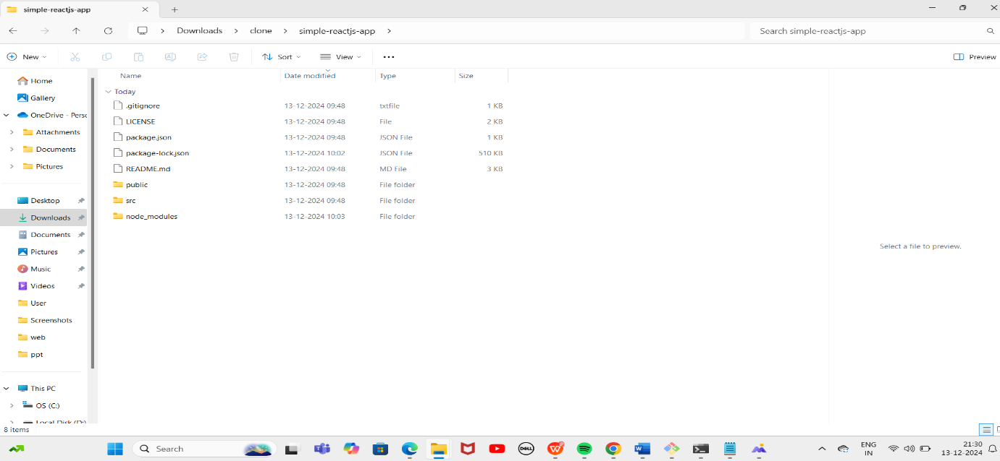 simple-reactjs-app
Downloads > clone > simple-reactjs-app >
Search simple-reactjs-app
New
Sort
View
Preview
Home
Gallery
OneDrive - Perso
Attachments
Documents
Pictures
Desktop
Downloads
Documents
Pictures
Music
Videos
User
Screenshots
web
ppt
This PC
OS (C:)
Local Disk (D:)
Name Date modified Type Size
Today
.gitignore 13-12-2024 09:48 txtfile 1 KB
LICENSE 13-12-2024 09:48 File 2 KB
package.json 13-12-2024 09:48 JSON File 1 KB
package-lock.json 13-12-2024 10:02 JSON File 510 KB
README.md 13-12-2024 09:48 MD File 3 KB
public 13-12-2024 09:48 File folder
src 13-12-2024 09:48 File folder
node_modules 13-12-2024 10:03 File folder
Select a file to preview.
8 items
Search
DELL
ENG
IN
21:30
13-12-2024